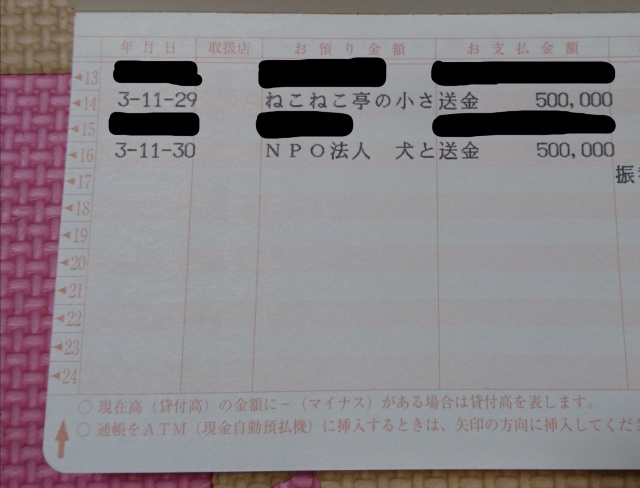 年月日 取扱店 お預り金額 お支払金額
13
14 3-11-29 ねこねこ亭の小さ 送金 500,000
15
16 3-11-30 NPO法人 犬と 送金 500,000
振
17
18
19
20
21
22
23
24
○ 現在高（貸付高）の金額に－（マイナス）がある場合は貸付高を表します。
○ 通帳をATM（現金自動預払機）に挿入するときは、矢印の方向に挿入してくだ